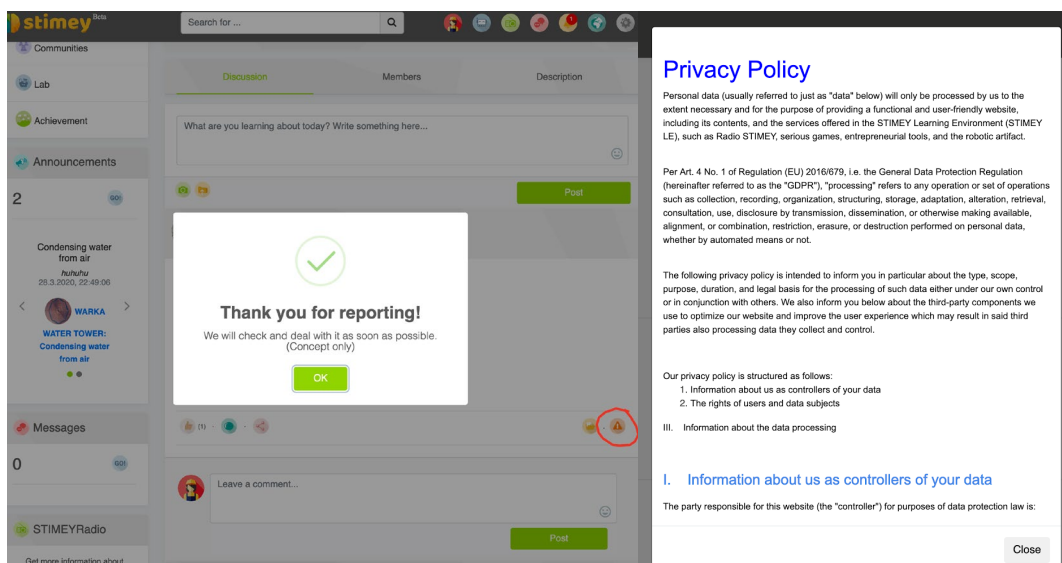 stimey Beta
Search for ...
1
Communities
Lab
Achievement
Announcements
2
GO!
Condensing water
from air
huhuhu
28.3.2020, 22:49:06
<
WARKA
>
WATER TOWER:
Condensing water
from air
Messages
0
GO!
STIMEYRadio
Get more information about
Discussion
Members
Description
What are you learning about today? Write something here...
Post
Thank you for reporting!
We will check and deal with it as soon as possible.
(Concept only)
OK
(1)
Leave a comment...
Post
Privacy Policy
Personal data (usually referred to just as "data" below) will only be processed by us to the
extent necessary and for the purpose of providing a functional and user-friendly website,
including its contents, and the services offered in the STIMEY Learning Environment (STIMEY
LE), such as Radio STIMEY, serious games, entrepreneurial tools, and the robotic artifact.
Per Art. 4 No. 1 of Regulation (EU) 2016/679, i.e. the General Data Protection Regulation
(hereinafter referred to as the "GDPR"), "processing" refers to any operation or set of operations
such as collection, recording, organization, structuring, storage, adaptation, alteration, retrieval,
consultation, use, disclosure by transmission, dissemination, or otherwise making available,
alignment, or combination, restriction, erasure, or destruction performed on personal data,
whether by automated means or not.
The following privacy policy is intended to inform you in particular about the type, scope,
purpose, duration, and legal basis for the processing of such data either under our own control
or in conjunction with others. We also inform you below about the third-party components we
use to optimize our website and improve the user experience which may result in said third
parties also processing data they collect and control.
Our privacy policy is structured as follows:
1. Information about us as controllers of your data
2. The rights of users and data subjects
III. Information about the data processing
I. Information about us as controllers of your data
The party responsible for this website (the "controller") for purposes of data protection law is:
Close